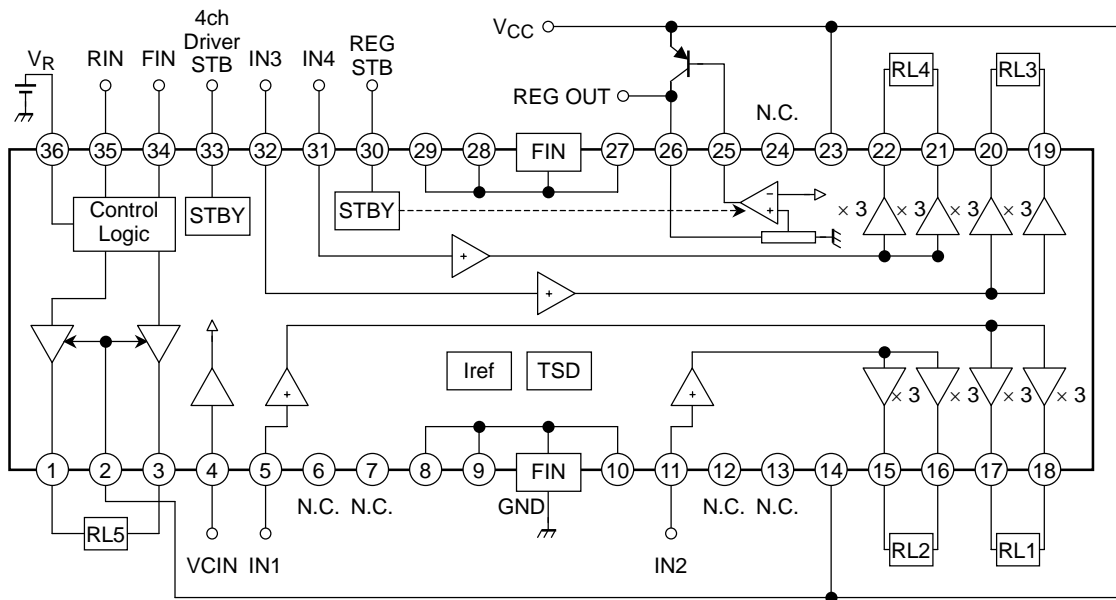 4ch
Driver
STB
VR
RIN
FIN
IN3
IN4
REG
STB
VCC
REG OUT
N.C.
RL4
RL3
36
35
34
33
32
31
30
29
28
FIN
27
26
25
24
23
22
21
20
19
Control
Logic
STBY
STBY
−
+
× 3
× 3
× 3
× 3
+
+
Iref
TSD
+
+
× 3
× 3
× 3
× 3
1
2
3
4
5
6
7
8
9
FIN
10
11
12
13
14
15
16
17
18
N.C.
N.C.
GND
N.C.
N.C.
RL5
RL2
RL1
VCIN
IN1
IN2